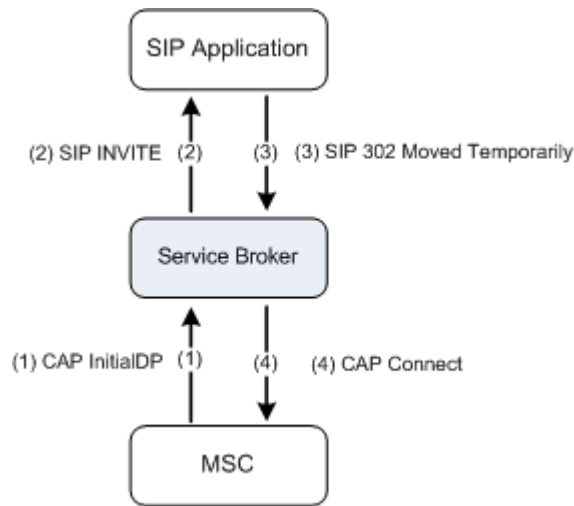 SIP Application
(2) SIP INVITE (2) (3) (3) SIP 302 Moved Temporarily
Service Broker
(1) CAP InitialDP (1) (4) (4) CAP Connect
MSC